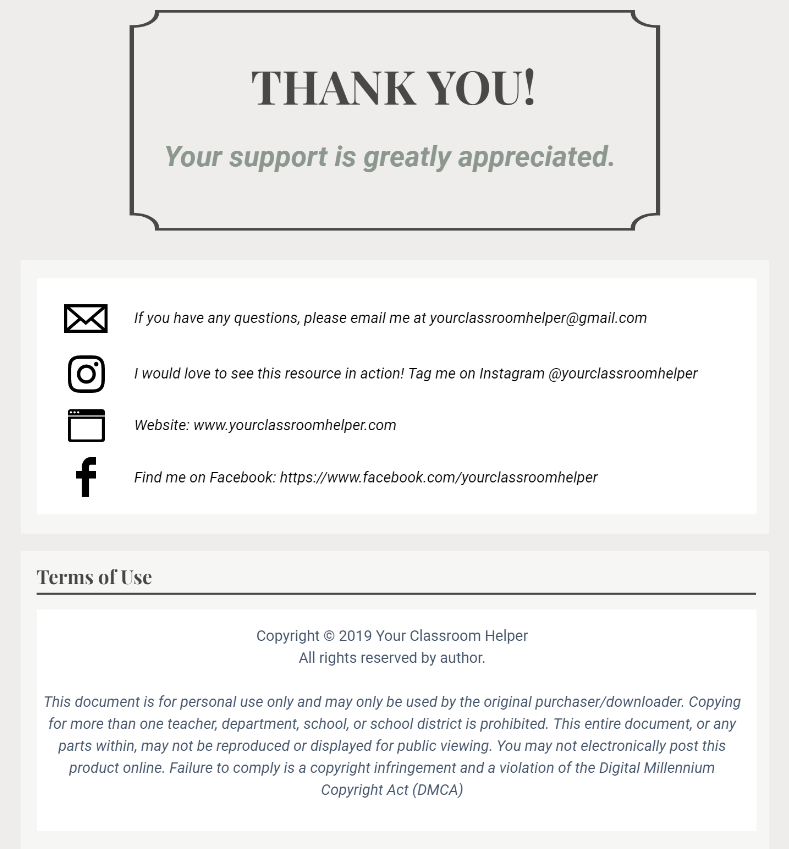 THANK YOU!
Your support is greatly appreciated.
If you have any questions, please email me at yourclassroomhelper@gmail.com
I would love to see this resource in action! Tag me on Instagram @yourclassroomhelper
Website: www.yourclassroomhelper.com
Find me on Facebook: https://www.facebook.com/yourclassroomhelper
Terms of Use
Copyright © 2019 Your Classroom Helper
All rights reserved by author.
This document is for personal use only and may only be used by the original purchaser/downloader. Copying
for more than one teacher, department, school, or school district is prohibited. This entire document, or any
parts within, may not be reproduced or displayed for public viewing. You may not electronically post this
product online. Failure to comply is a copyright infringement and a violation of the Digital Millennium
Copyright Act (DMCA)